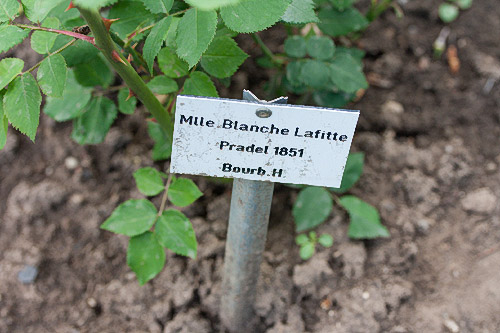 Mlle. Blanche Lafitte
Pradel 1851
Bourb.H.